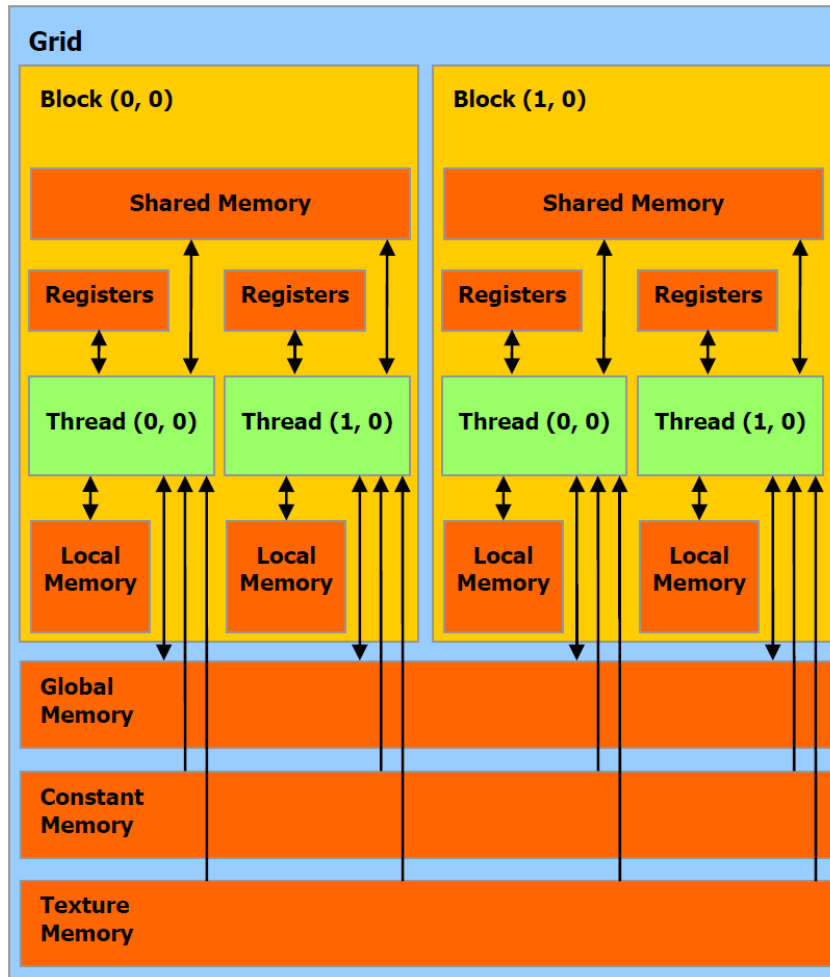 Grid
Block (0, 0)
Block (1, 0)
Shared Memory
Shared Memory
Registers
Registers
Registers
Registers
Thread (0, 0)
Thread (1, 0)
Thread (0, 0)
Thread (1, 0)
Local
Memory
Local
Memory
Local
Memory
Local
Memory
Global
Memory
Constant
Memory
Texture
Memory